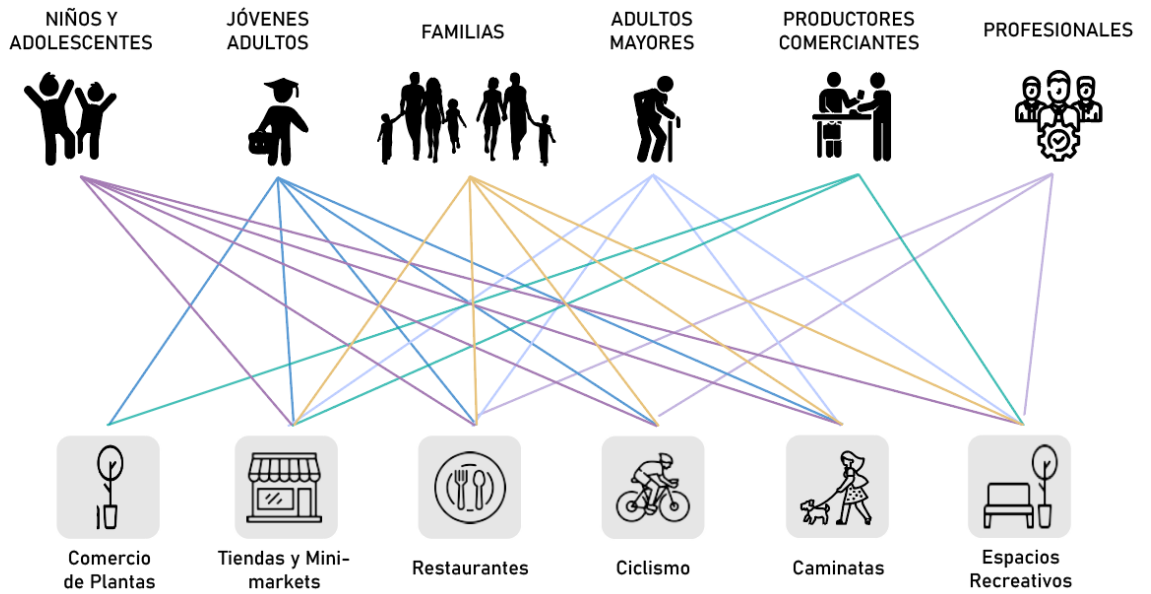 NIÑOS Y
ADOLESCENTES
JÓVENES
ADULTOS
FAMILIAS
ADULTOS
MAYORES
PRODUCTORES
COMERCIANTES
PROFESIONALES
Comercio
de Plantas
Tiendas y Mini-
markets
Restaurantes
Ciclismo
Caminatas
Espacios
Recreativos